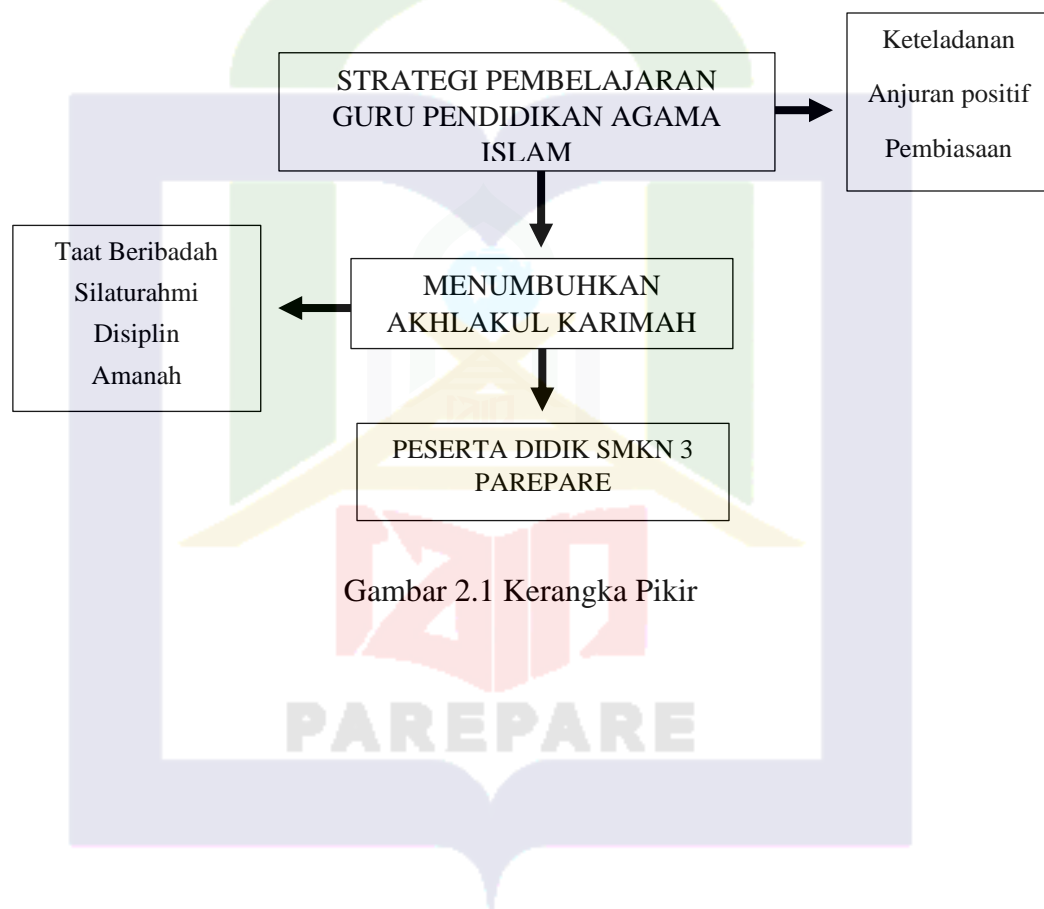 STRATEGI PEMBELAJARAN
GURU PENDIDIKAN AGAMA
ISLAM
Keteladanan
Anjuran positif
Pembiasaan
Taat Beribadah
Silaturahmi
Disiplin
Amanah
MENUMBUHKAN
AKHLAKUL KARIMAH
PESERTA DIDIK SMKN 3
PAREPARE
Gambar 2.1 Kerangka Pikir
PAREPARE